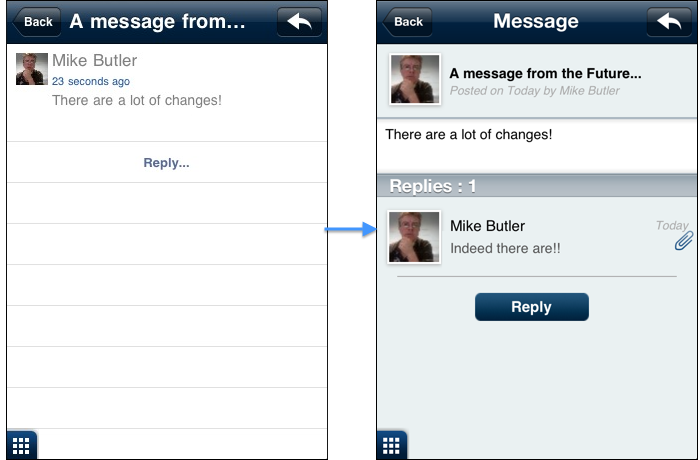 Back
A message from...
Mike Butler
23 seconds ago
There are a lot of changes!
Reply...
Back
Message
A message from the Future...
Posted on Today by Mike Butler
There are a lot of changes!
Replies : 1
Mike Butler
Today
Indeed there are!!
Reply